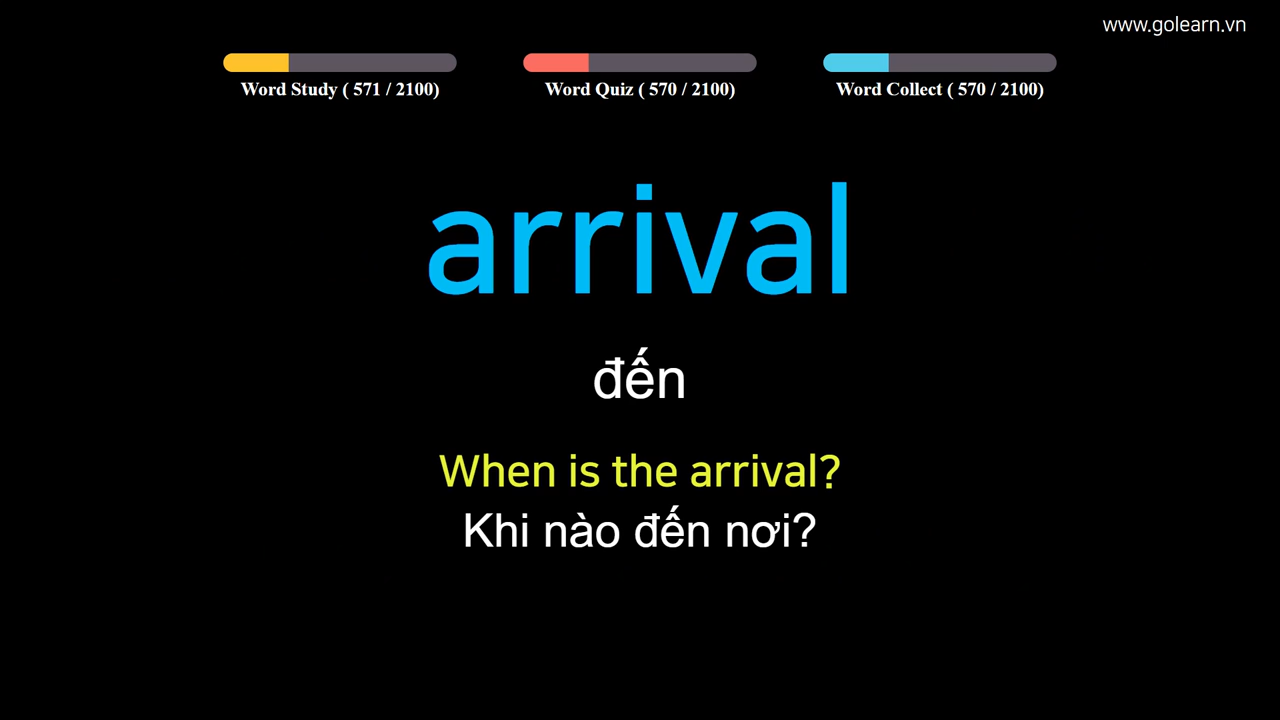 www.golearn.vn
Word Study ( 571 / 2100)
Word Quiz ( 570 / 2100)
Word Collect ( 570 / 2100)
arrival
đến
When is the arrival?
Khi nào đến nơi?